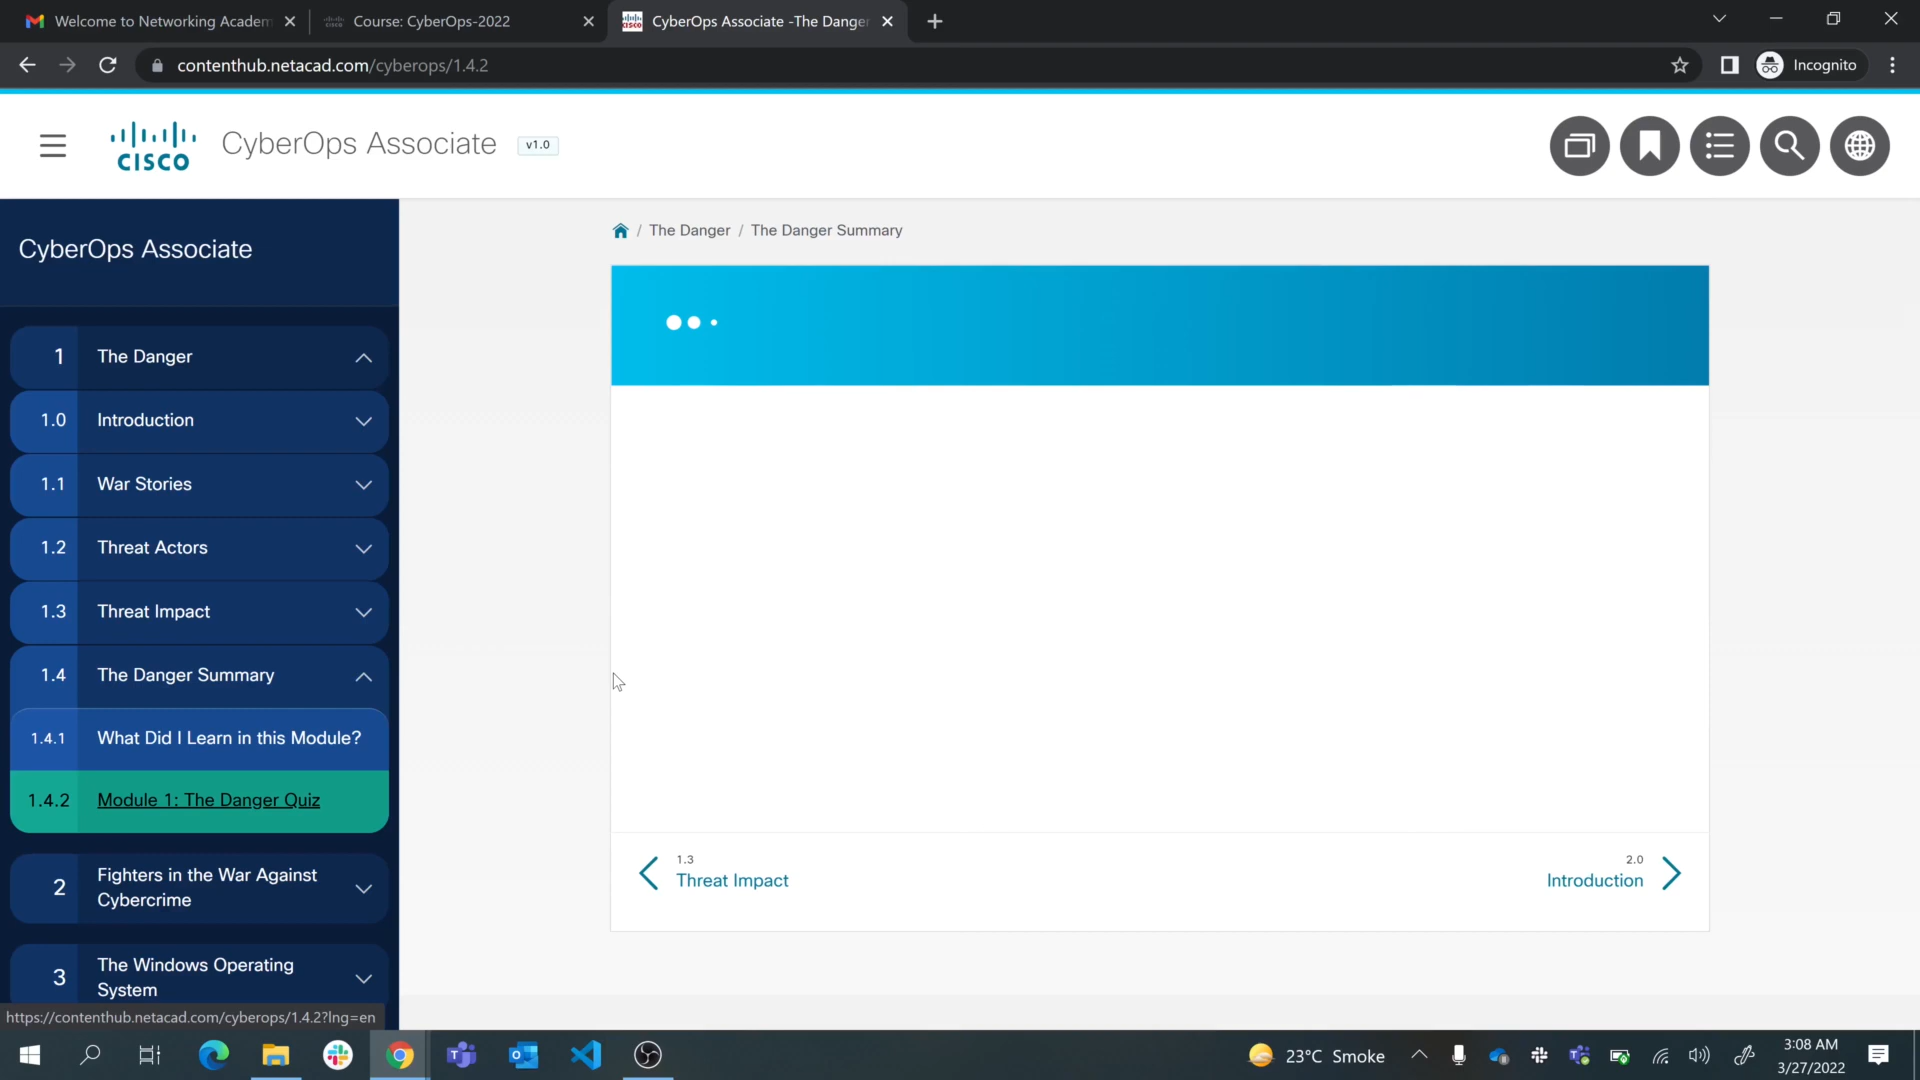 Welcome to Networking Academ
Course: CyberOps-2022
CyberOps Associate -The Danger
contenthub.netacad.com/cyberops/1.4.2
Incognito
CISCO
CyberOps Associate
v1.0
CyberOps Associate
The Danger / The Danger Summary
1 The Danger
1.0 Introduction
1.1 War Stories
1.2 Threat Actors
1.3 Threat Impact
1.4 The Danger Summary
1.4.1 What Did I Learn in this Module?
1.4.2 Module 1: The Danger Quiz
2 Fighters in the War Against
Cybercrime
3 The Windows Operating
System
1.3
Threat Impact
2.0
Introduction
https://contenthub.netacad.com/cyberops/1.4.2?lng=en
23°C Smoke
3:08 AM
3/27/2022